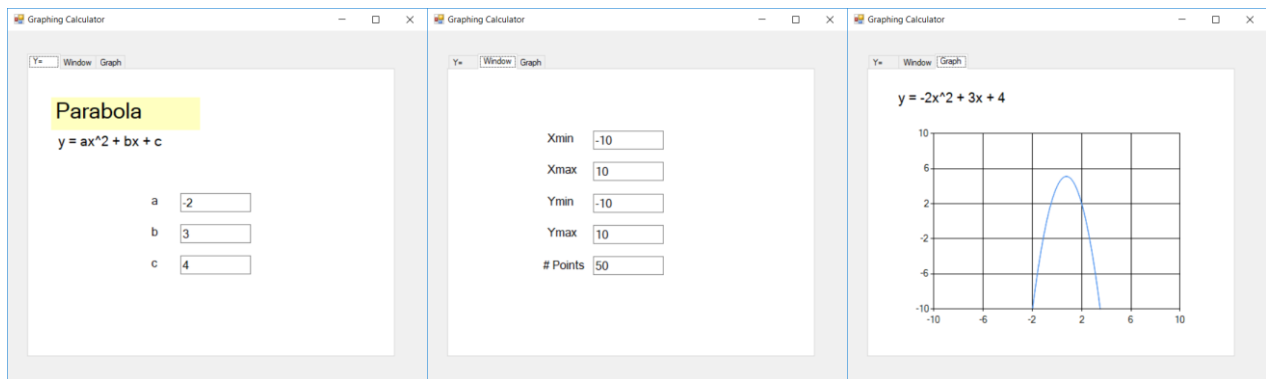 Graphing Calculator
Y= Window Graph
Parabola
y = ax^2 + bx + c
a -2
b 3
c 4
Graphing Calculator
Y= Window Graph
Xmin -10
Xmax 10
Ymin -10
Ymax 10
# Points 50
Graphing Calculator
Y= Window Graph
y = -2x^2 + 3x + 4
10
6
2
-2
-6
-10
-10 -6 -2 2 6 10